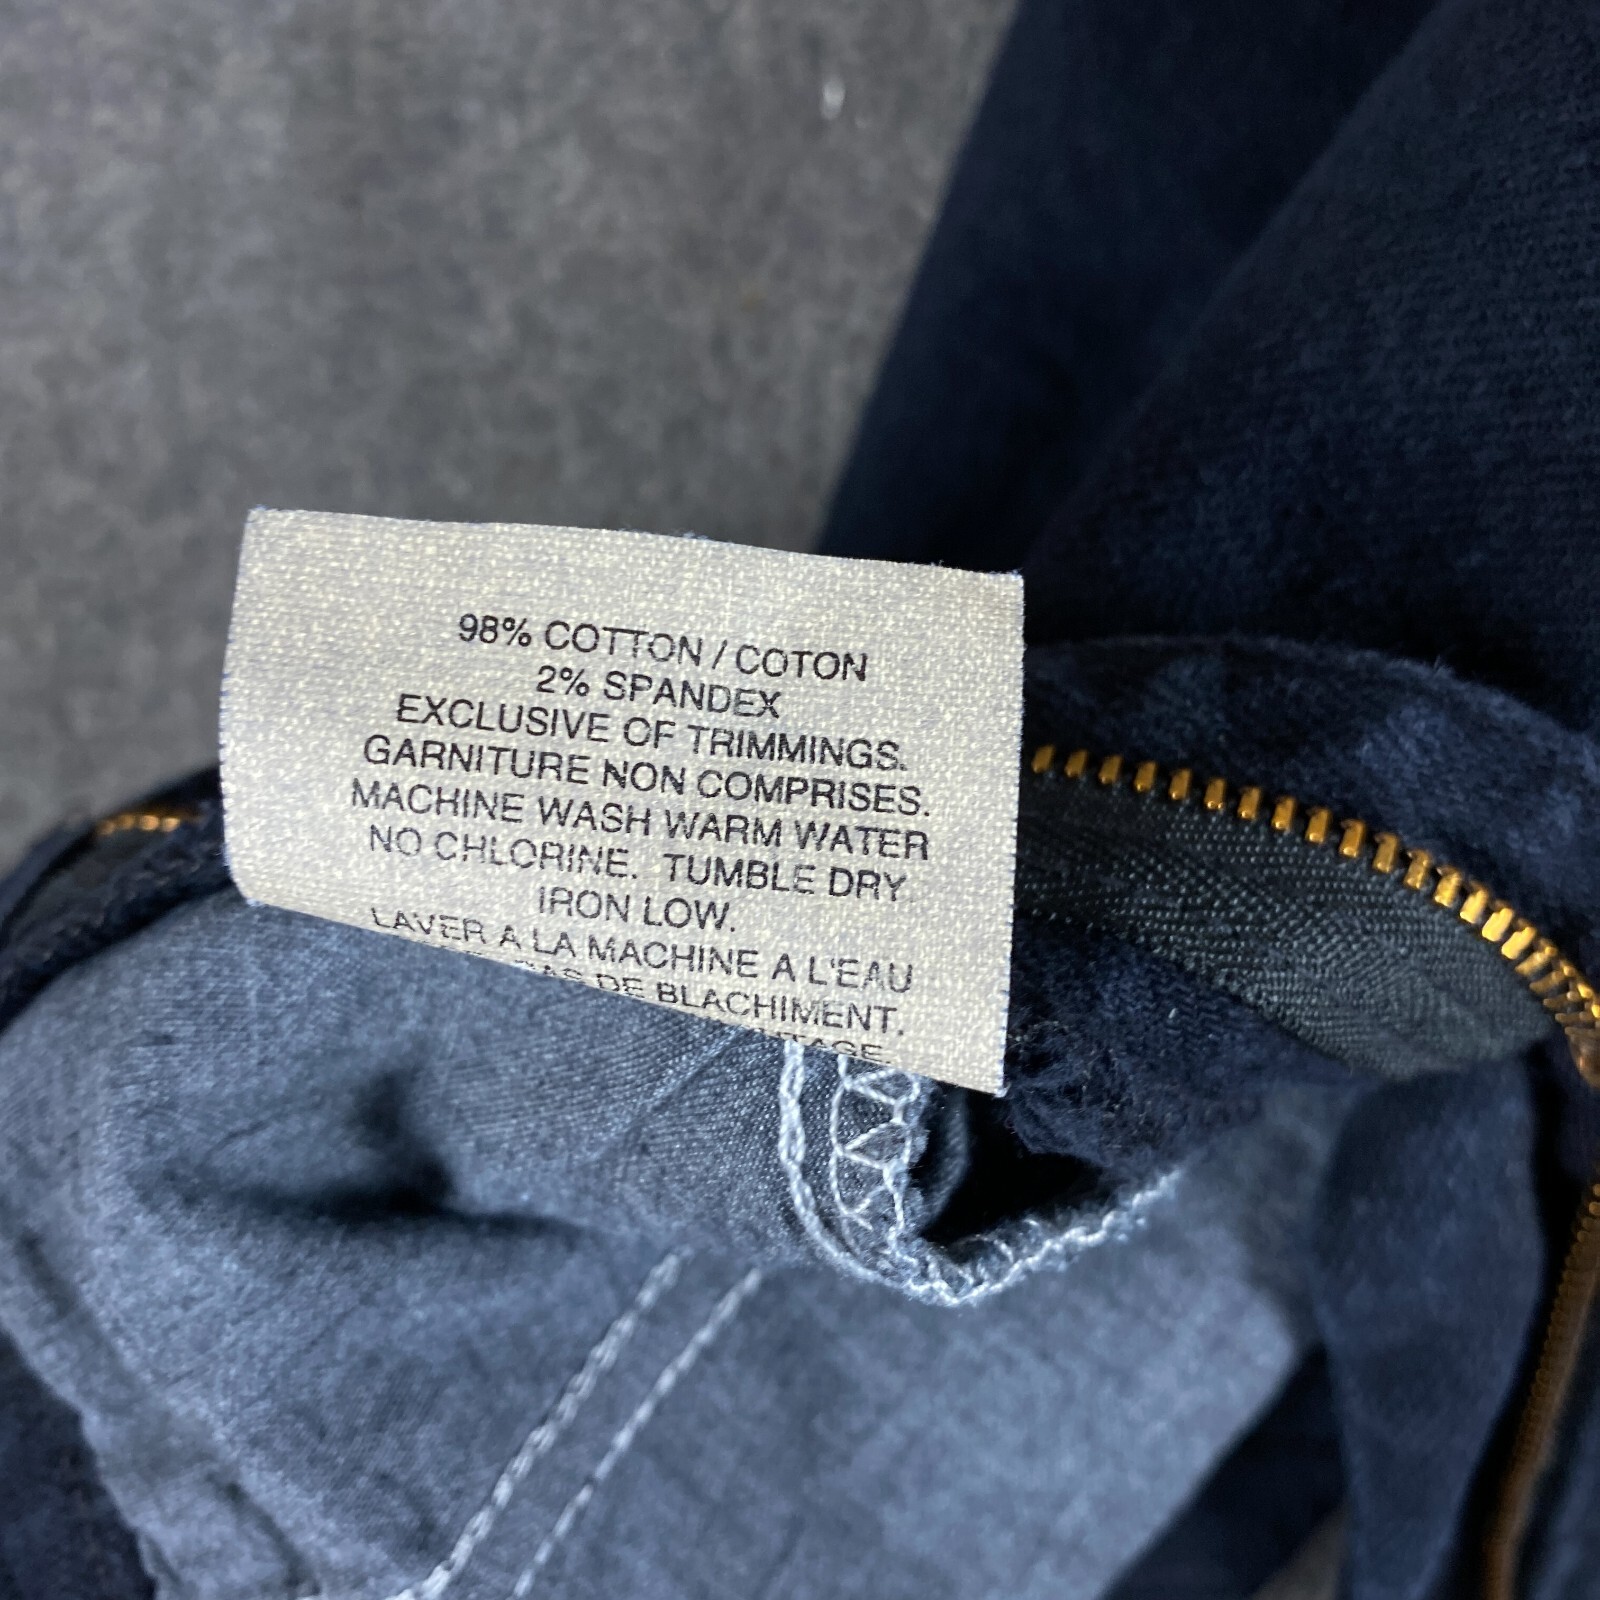 98% COTTON / COTON
2% SPANDEX
EXCLUSIVE OF TRIMMINGS.
GARNITURE NON COMPRISES.
MACHINE WASH WARM WATER
NO CHLORINE. TUMBLE DRY
IRON LOW.
LAVER A LA MACHINE A L'EAU
PAS DE BLACHIMENT.